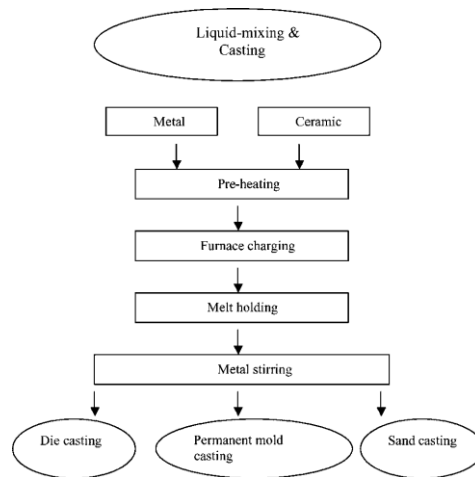 Liquid-mixing &
Casting
Metal
Ceramic
Pre-heating
Furnace charging
Melt holding
Metal stirring
Die casting
Permanent mold
casting
Sand casting